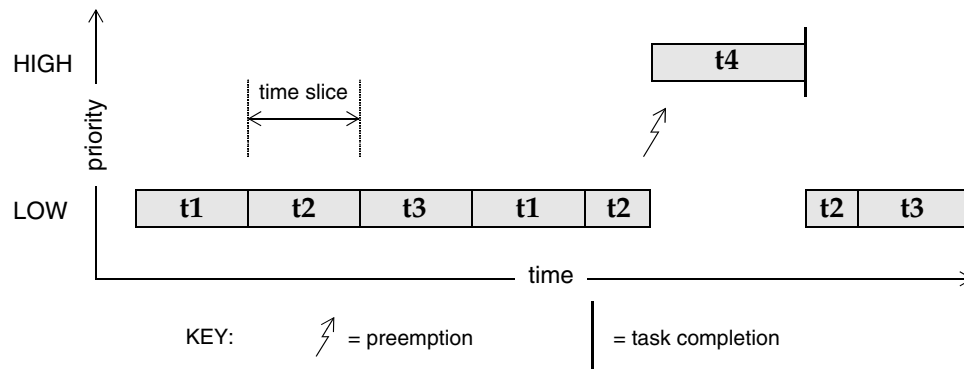 HIGH
t4
time slice
priority
LOW
t1 t2 t3 t1 t2 t2 t3
time
KEY: = preemption = task completion